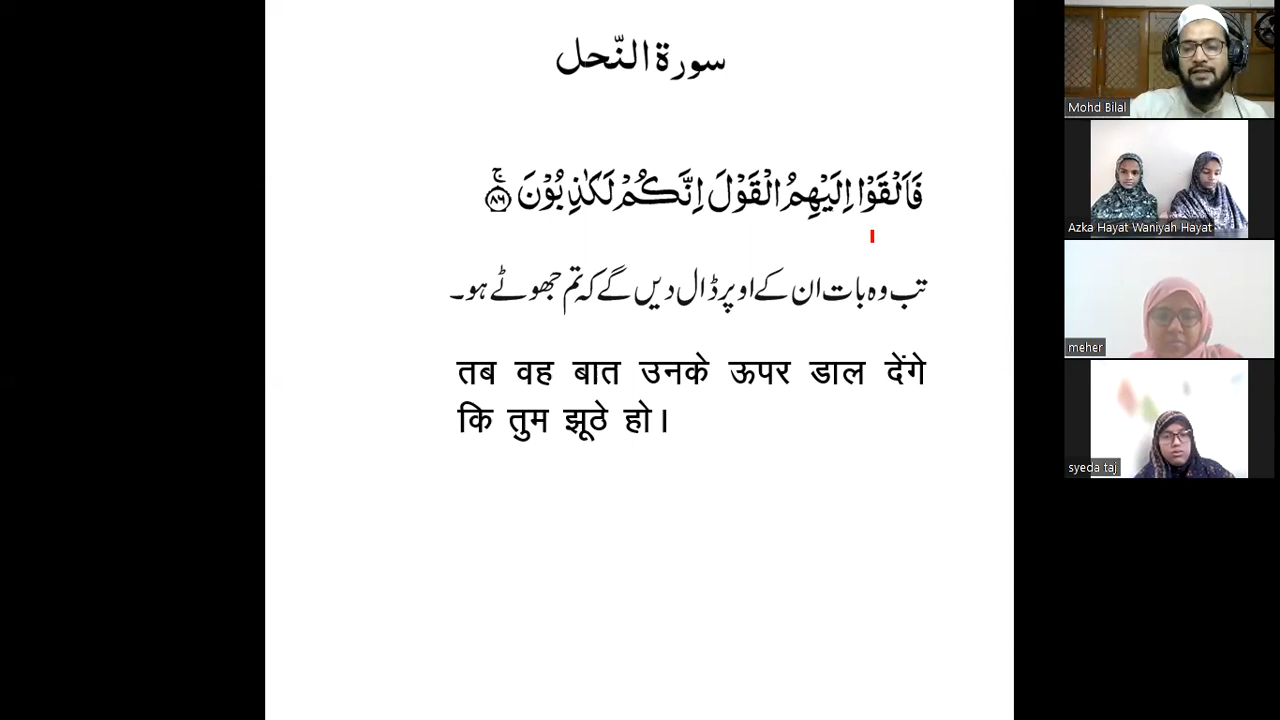 سورة النّحل
فَاَلْقَوْا اِلَيْهِمُ الْقَوْلَ اِنَّكُمْ لَكٰذِبُوْنَ ۚ۝۸۶
تب وہ بات ان کے اوپر ڈال دیں گے کہ تم جھوٹے ہو۔
तब वह बात उनके ऊपर डाल देंगे
कि तुम झूठे हो।
Mohd Bilal
Azka Hayat Waniyah Hayat
meher
syeda taj